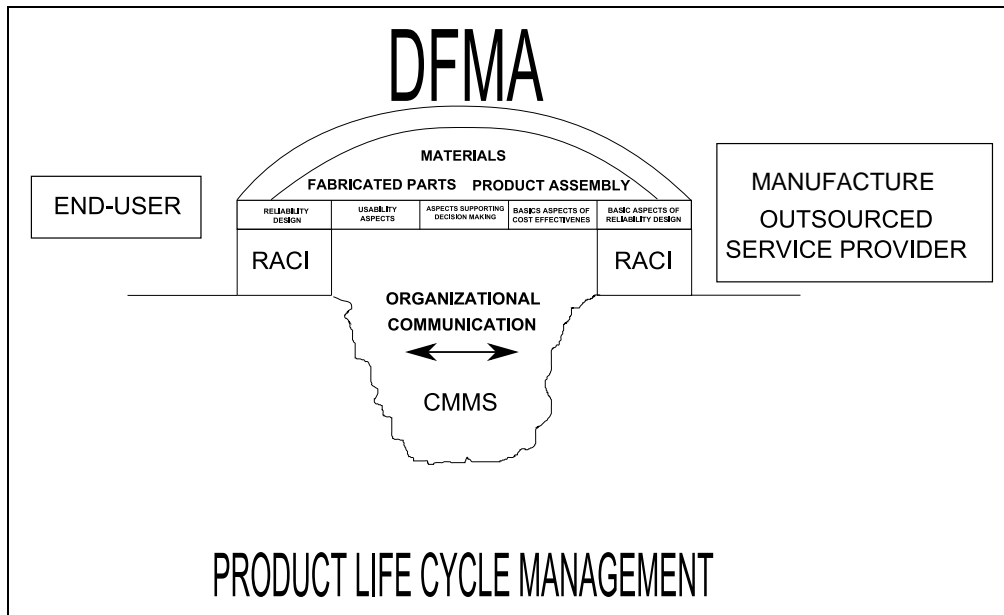 DFMA
MATERIALS
FABRICATED PARTS PRODUCT ASSEMBLY
END-USER
RELIABILITY
DESIGN
USABILITY
ASPECTS
ASPECTS SUPPORTING
DECISION MAKING
BASICS ASPECTS OF
COST EFFECTIVENES
BASIC ASPECTS OF
RELIABILITY DESIGN
MANUFACTURE
OUTSOURCED
SERVICE PROVIDER
RACI
RACI
ORGANIZATIONAL
COMMUNICATION
CMMS
PRODUCT LIFE CYCLE MANAGEMENT